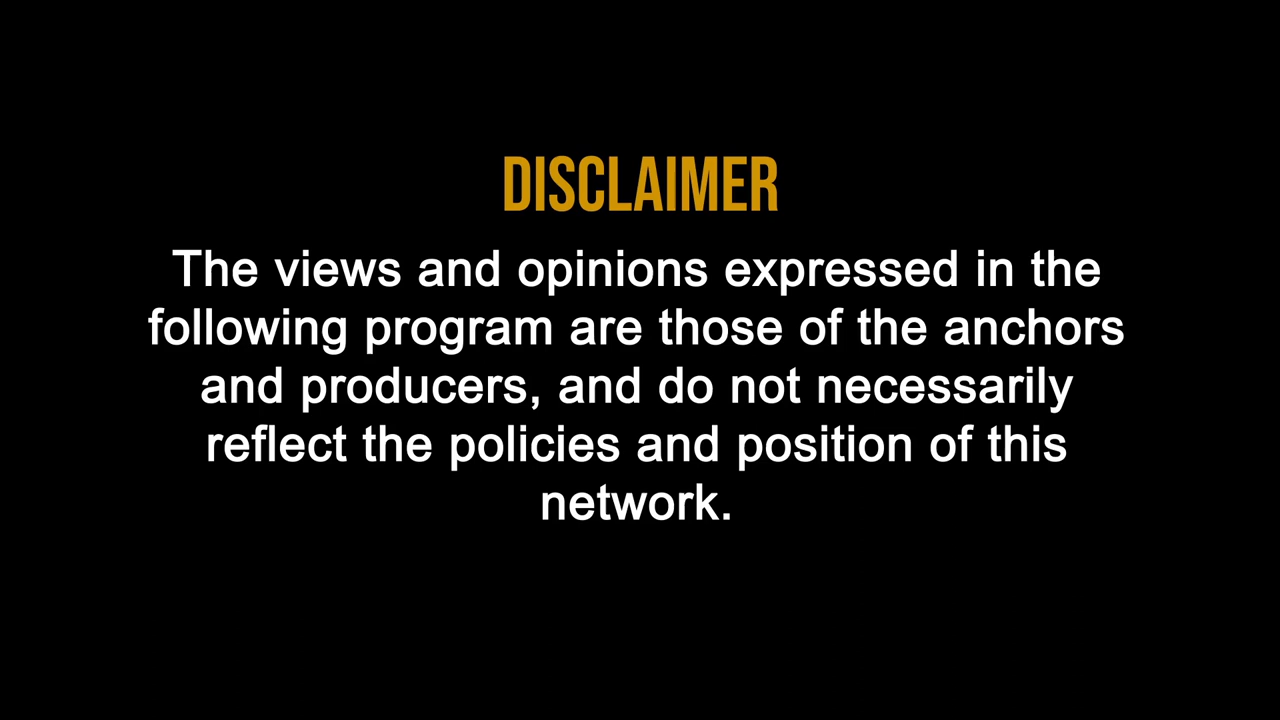 DISCLAIMER
The views and opinions expressed in the
following program are those of the anchors
and producers, and do not necessarily
reflect the policies and position of this
network.